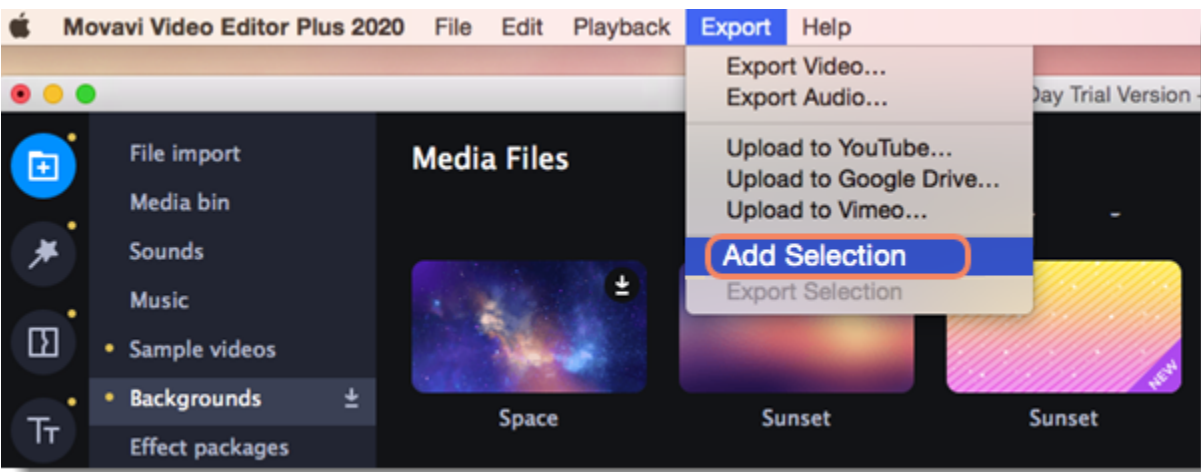 Movavi Video Editor Plus 2020 File Edit Playback Export Help
Export Video...
Export Audio...
Day Trial Version -
Upload to YouTube...
Upload to Google Drive...
Upload to Vimeo...
Add Selection
Export Selection
File import
Media bin
Sounds
Music
Sample videos
Backgrounds
Effect packages
Media Files
NEW
Space
Sunset
Sunset
TT